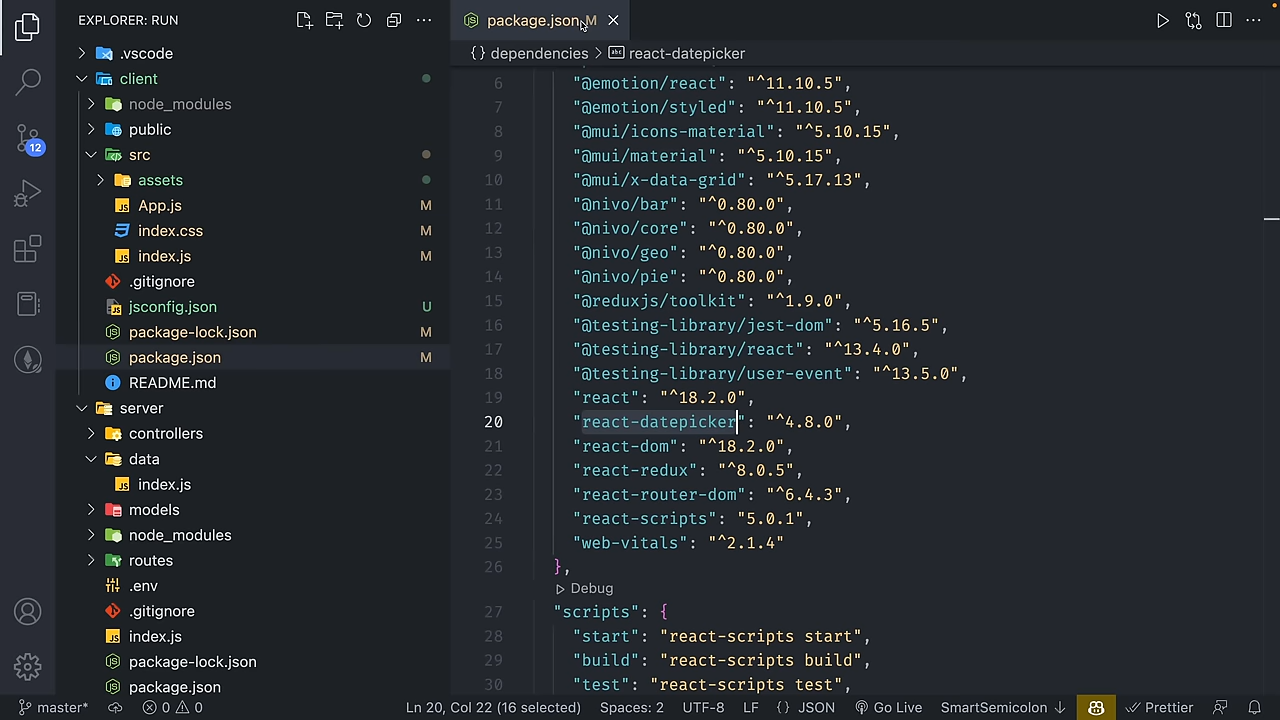 EXPLORER: RUN
.vscode
client
node_modules
public
src
assets
App.js M
index.css M
index.js M
.gitignore
jsconfig.json U
package-lock.json M
package.json M
README.md
server
controllers
data
index.js
models
node_modules
routes
.env
.gitignore
index.js
package-lock.json
package.json
12
package.json M
{} dependencies > abc react-datepicker
6 "@emotion/react": "^11.10.5",
7 "@emotion/styled": "^11.10.5",
8 "@mui/icons-material": "^5.10.15",
9 "@mui/material": "^5.10.15",
10 "@mui/x-data-grid": "^5.17.13",
11 "@nivo/bar": "^0.80.0",
12 "@nivo/core": "^0.80.0",
13 "@nivo/geo": "^0.80.0",
14 "@nivo/pie": "^0.80.0",
15 "@reduxjs/toolkit": "^1.9.0",
16 "@testing-library/jest-dom": "^5.16.5",
17 "@testing-library/react": "^13.4.0",
18 "@testing-library/user-event": "^13.5.0",
19 "react": "^18.2.0",
20 "react-datepicker": "^4.8.0",
21 "react-dom": "^18.2.0",
22 "react-redux": "^8.0.5",
23 "react-router-dom": "^6.4.3",
24 "react-scripts": "5.0.1",
25 "web-vitals": "^2.1.4"
26 },
Debug
27 "scripts": {
28 "start": "react-scripts start",
29 "build": "react-scripts build",
30 "test": "react-scripts test",
master* 0 0 Ln 20, Col 22 (16 selected) Spaces: 2 UTF-8 LF {} JSON Go Live SmartSemicolon ↓ Prettier